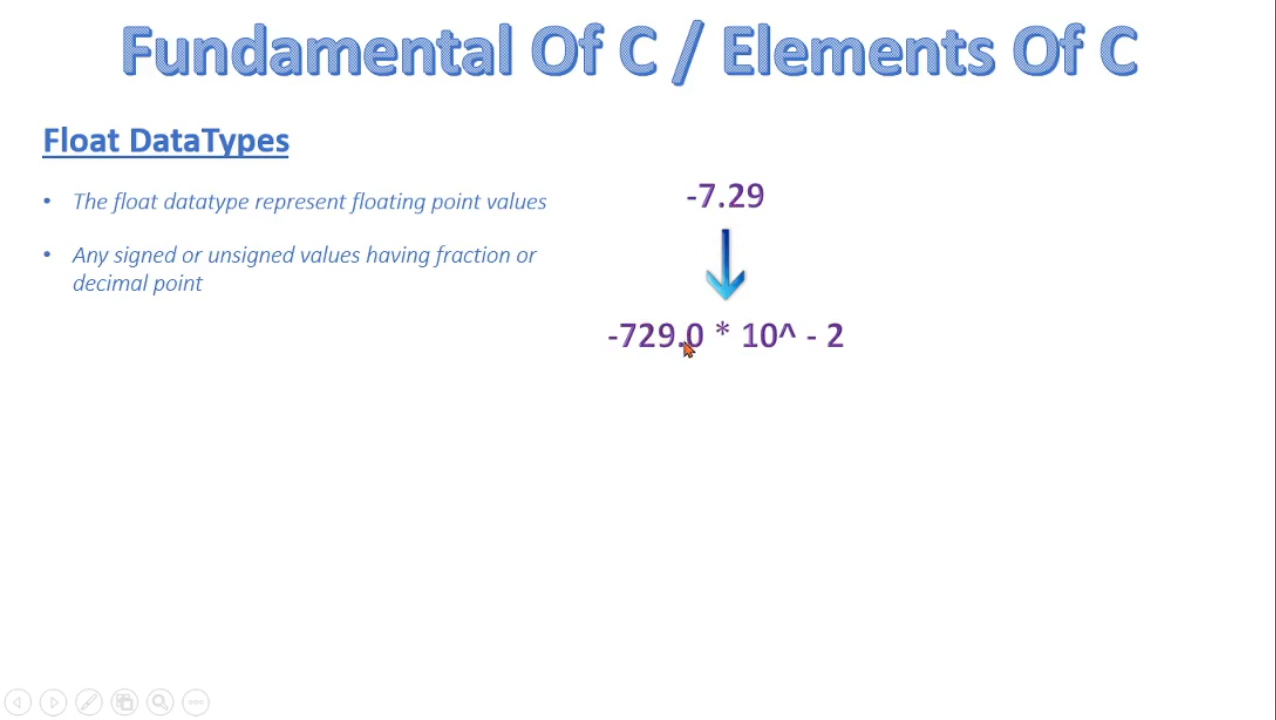 Fundamental Of C / Elements Of C
Float DataTypes
• The float datatype represent floating point values
• Any signed or unsigned values having fraction or
decimal point
-7.29
-729.0 * 10^ - 2